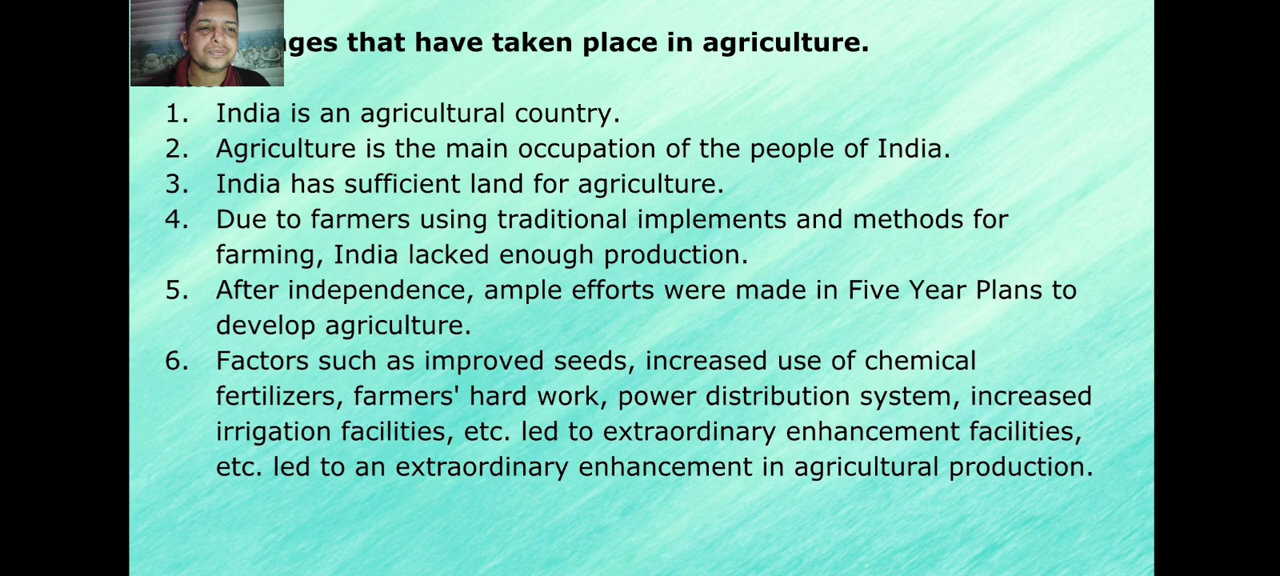 that have taken place in agriculture.
1. India is an agricultural country.
2. Agriculture is the main occupation of the people of India.
3. India has sufficient land for agriculture.
4. Due to farmers using traditional implements and methods for
farming, India lacked enough production.
5. After independence, ample efforts were made in Five Year Plans to
develop agriculture.
6. Factors such as improved seeds, increased use of chemical
fertilizers, farmers' hard work, power distribution system, increased
irrigation facilities, etc. led to extraordinary enhancement facilities,
etc. led to an extraordinary enhancement in agricultural production.